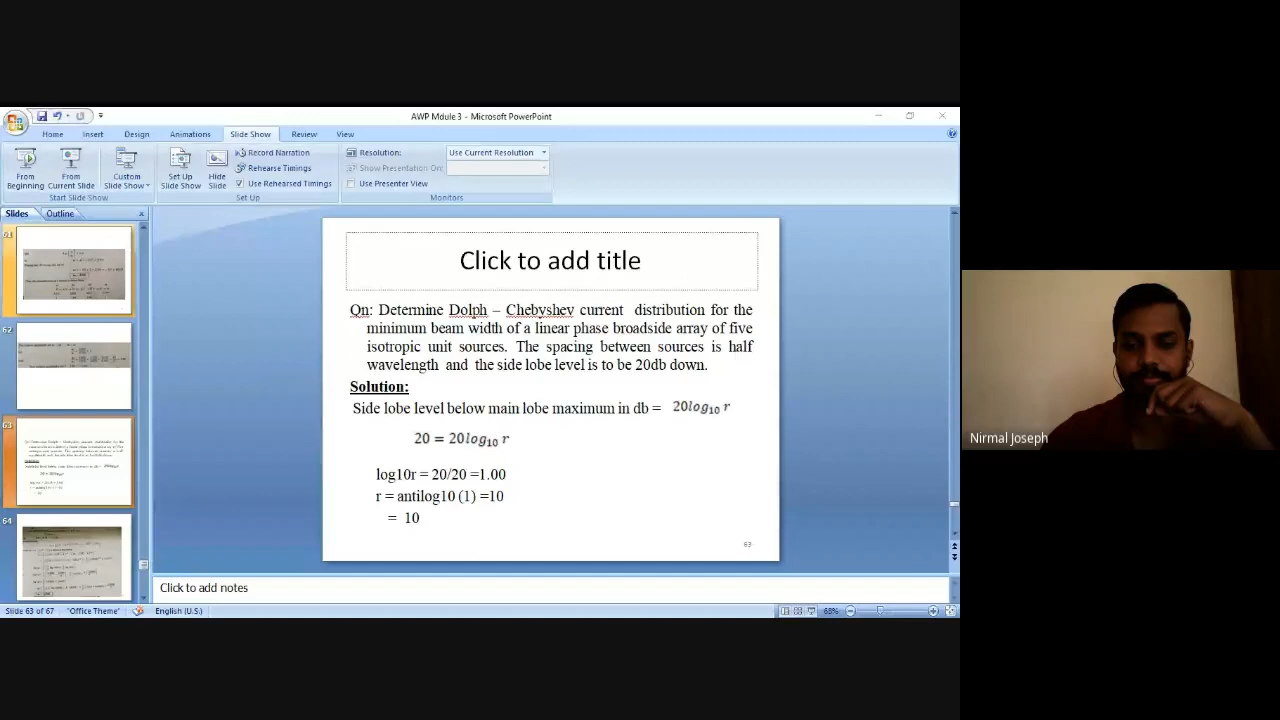 AWP Mdule 3 - Microsoft PowerPoint
Home Insert Design Animations Slide Show Review View
From Beginning
From Current Slide
Custom Slide Show
Start Slide Show
Set Up Slide Show
Hide Slide
Record Narration
Rehearse Timings
Use Rehearsed Timings
Set Up
Resolution: Use Current Resolution
Show Presentation On:
Use Presenter View
Monitors
Slides Outline
61
62
63
64
Click to add title
Qn: Determine Dolph – Chebyshev current distribution for the
minimum beam width of a linear phase broadside array of five
isotropic unit sources. The spacing between sources is half
wavelength and the side lobe level is to be 20db down.
Solution:
Side lobe level below main lobe maximum in db = 20log10 r
20 = 20log10 r
log10r = 20/20 =1.00
r = antilog10 (1) =10
= 10
63
Click to add notes
Slide 63 of 67 "Office Theme" English (U.S.) 68%
Nirmal Joseph